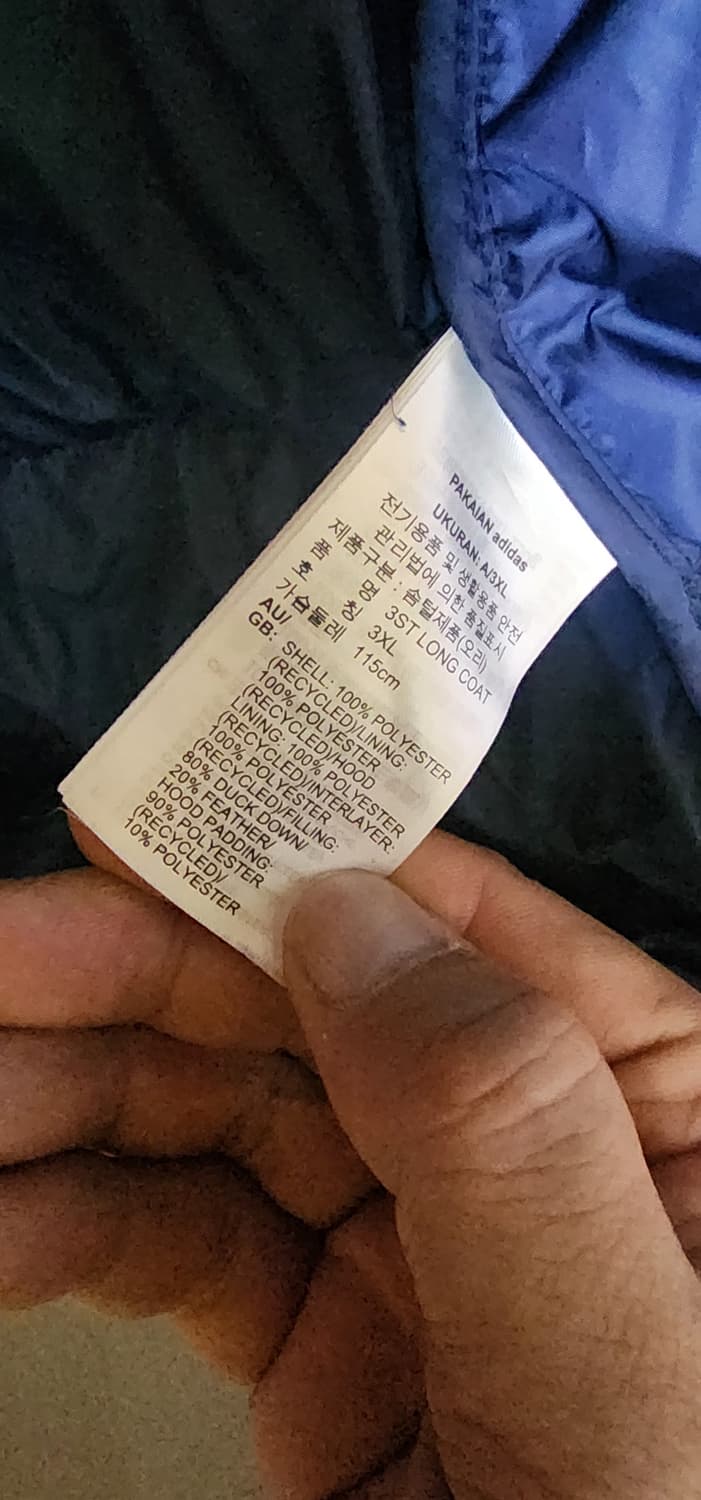 PAKAIAN adidas
UKURAN: A/3XL
전기용품 및 생활용품 안전
관리법에 의한 품질표시
제품구분 : 솜털제품(오리)
품 명 3ST LONG COAT
호 칭 3XL
가슴둘레 115cm
AU/
GB: SHELL: 100% POLYESTER
(RECYCLED)/LINING:
100% POLYESTER
(RECYCLED)/HOOD
LINING: 100% POLYESTER
(RECYCLED)/INTERLAYER:
100% POLYESTER
(RECYCLED)/FILLING:
80% DUCK DOWN/
20% FEATHER/
HOOD PADDING:
90% POLYESTER
(RECYCLED)/
10% POLYESTER